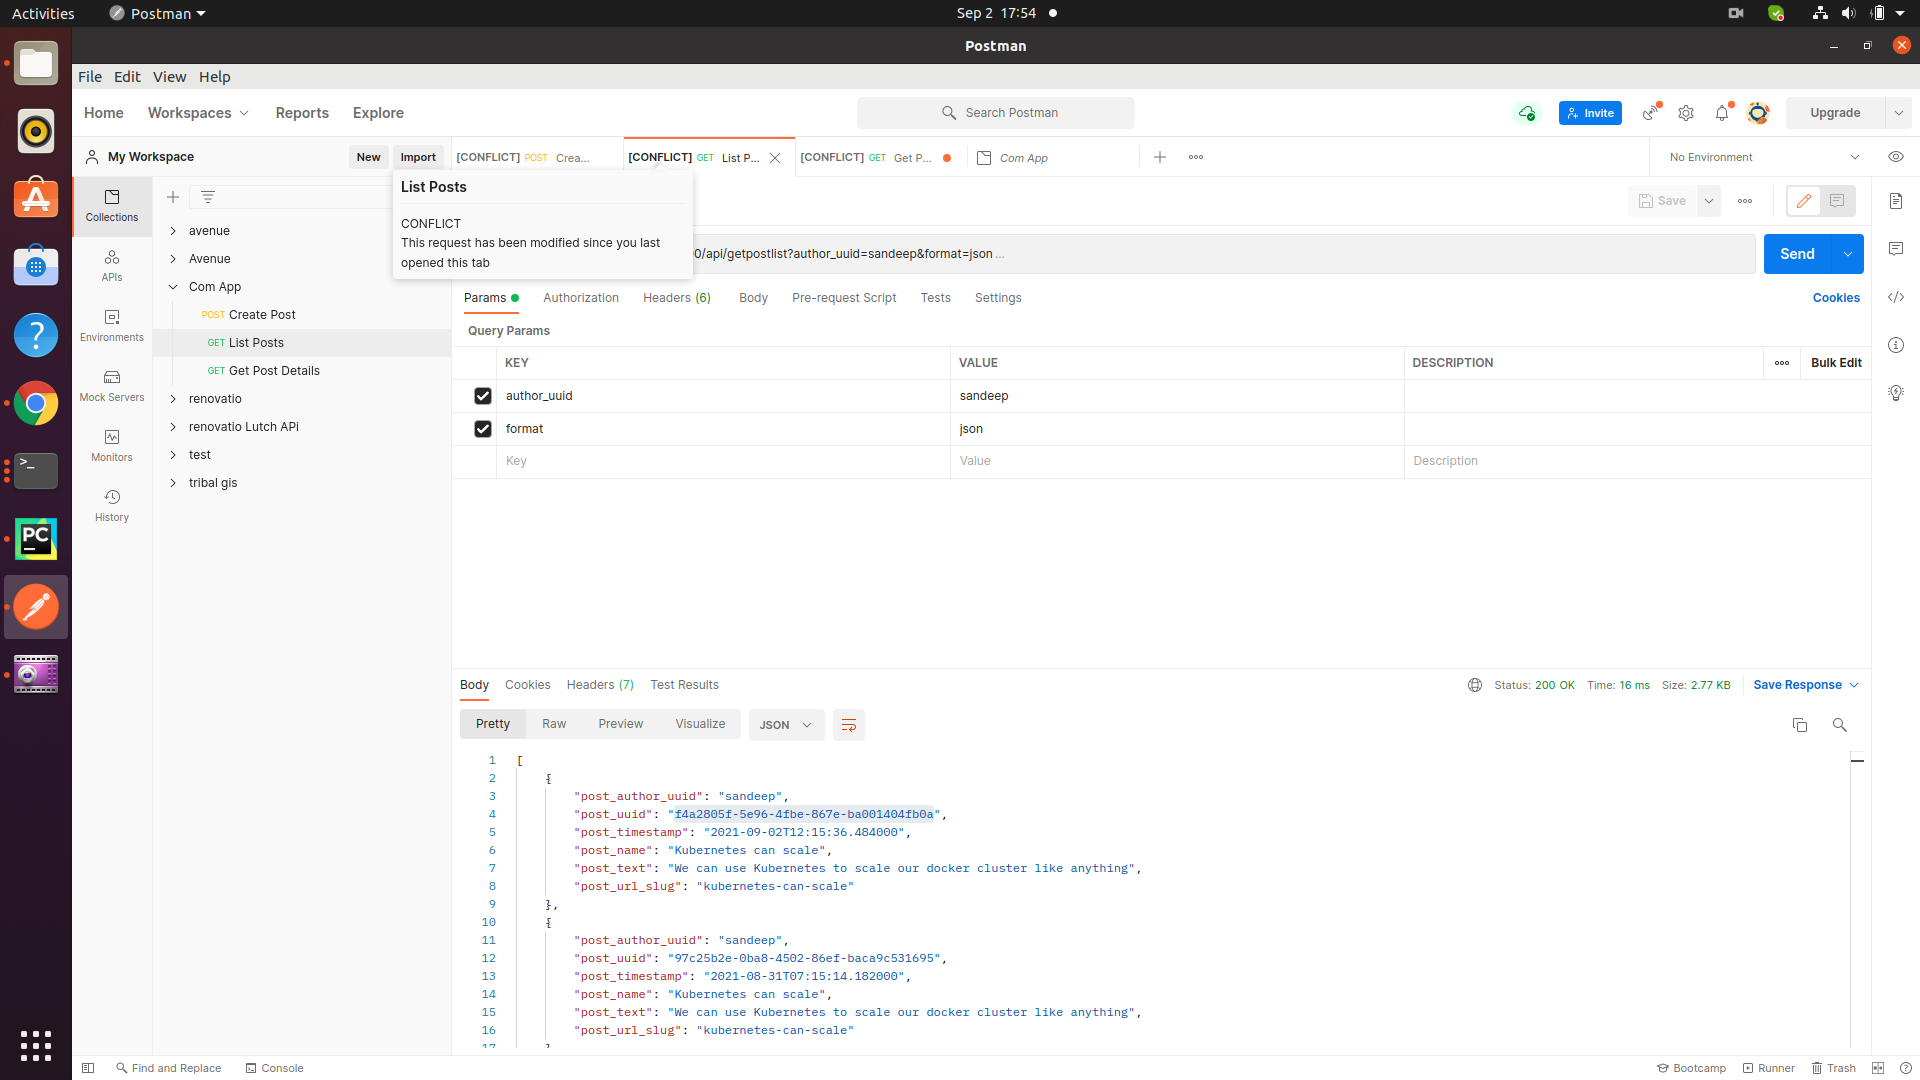 Activities
Postman
Sep 2 17:54
Postman
File Edit View Help
Home Workspaces Reports Explore
Search Postman
Invite
Upgrade
My Workspace
New Import
[CONFLICT] POST Crea...
[CONFLICT] GET List P...
[CONFLICT] GET Get P...
Com App
No Environment
List Posts
CONFLICT
This request has been modified since you last
opened this tab
Collections
APIs
Environments
Mock Servers
Monitors
History
avenue
Avenue
Com App
POST Create Post
GET List Posts
GET Get Post Details
renovatio
renovatio Lutch APi
test
tribal gis
Save
0/api/getpostlist?author_uuid=sandeep&format=json ...
Send
Params Authorization Headers (6) Body Pre-request Script Tests Settings
Cookies
Query Params
KEY VALUE DESCRIPTION
Bulk Edit
author_uuid sandeep
format json
Key Value Description
Body Cookies Headers (7) Test Results
Status: 200 OK Time: 16 ms Size: 2.77 KB
Save Response
Pretty Raw Preview Visualize JSON
1 [
2 {
3 "post_author_uuid": "sandeep",
4 "post_uuid": "f4a2805f-5e96-4fbe-867e-ba001404fb0a",
5 "post_timestamp": "2021-09-02T12:15:36.484000",
6 "post_name": "Kubernetes can scale",
7 "post_text": "We can use Kubernetes to scale our docker cluster like anything",
8 "post_url_slug": "kubernetes-can-scale"
9 },
10 {
11 "post_author_uuid": "sandeep",
12 "post_uuid": "97c25b2e-0ba8-4502-86ef-baca9c531695",
13 "post_timestamp": "2021-08-31T07:15:14.182000",
14 "post_name": "Kubernetes can scale",
15 "post_text": "We can use Kubernetes to scale our docker cluster like anything",
16 "post_url_slug": "kubernetes-can-scale"
17
Find and Replace Console
Bootcamp Runner Trash